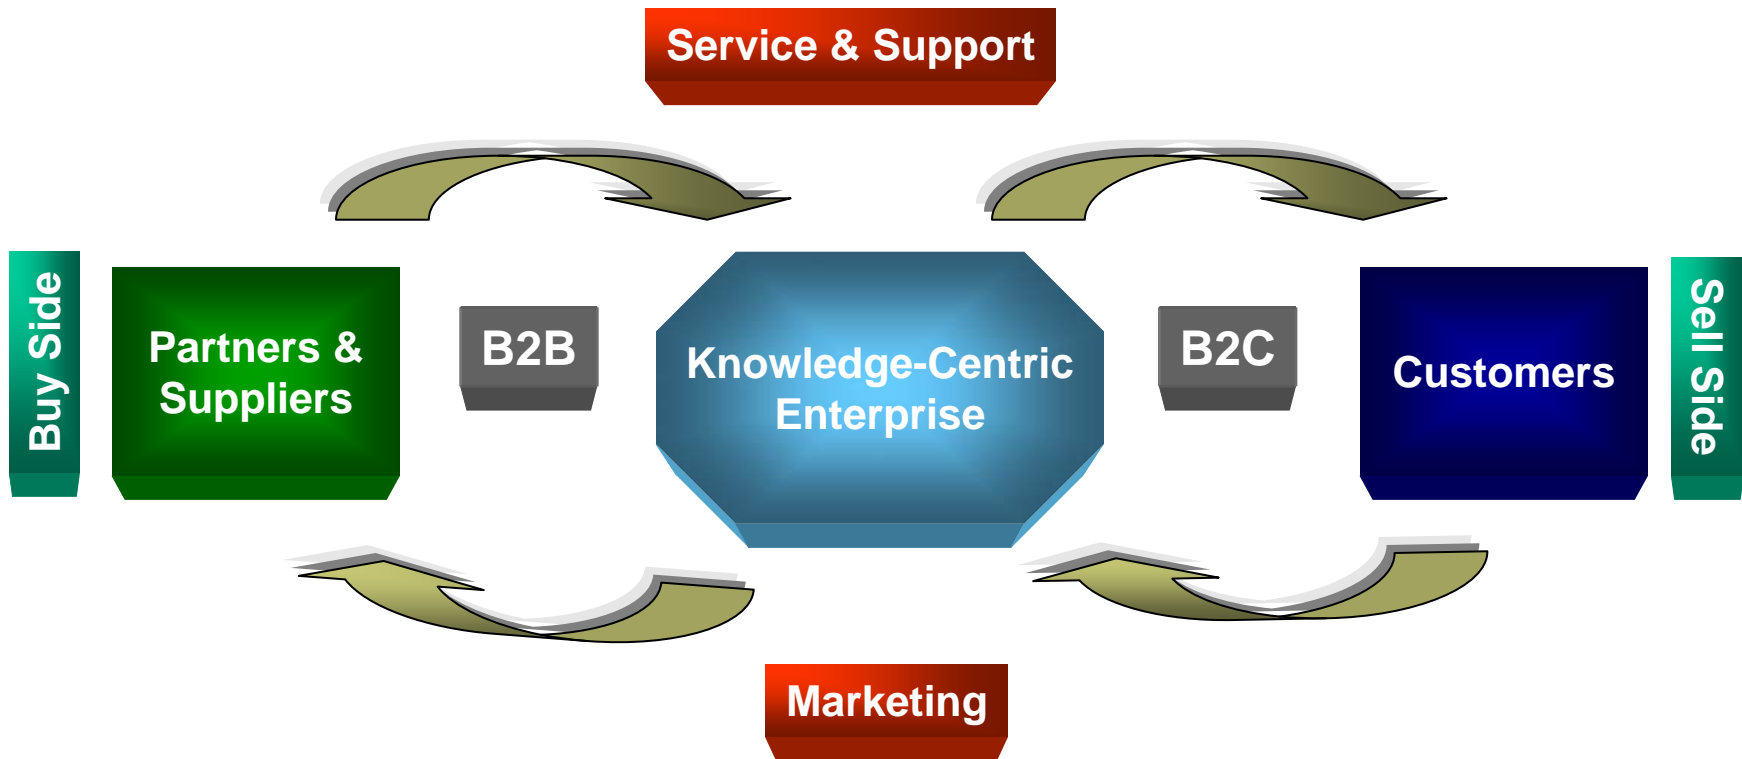 Service & Support
Buy Side
Partners &
Suppliers
B2B
Knowledge-Centric
Enterprise
B2C
Customers
Sell Side
Marketing